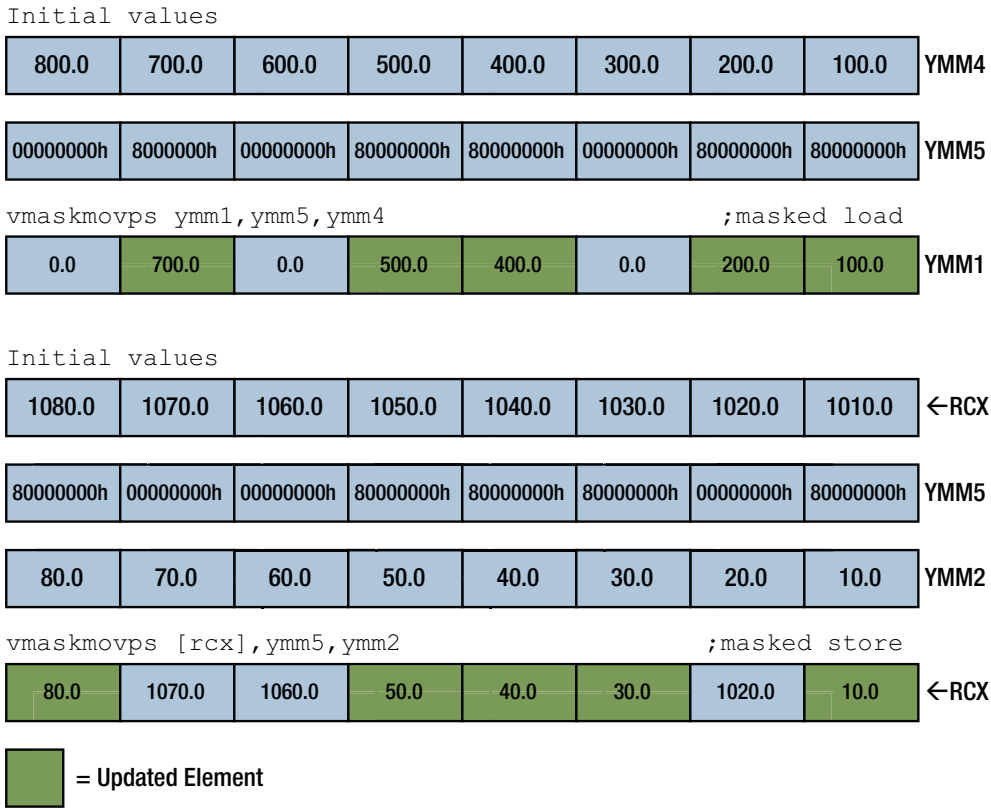 Initial values
800.0 700.0 600.0 500.0 400.0 300.0 200.0 100.0 YMM4
00000000h 8000000h 00000000h 80000000h 80000000h 00000000h 80000000h 80000000h YMM5
vmaskmovps ymm1,ymm5,ymm4 ;masked load
0.0 700.0 0.0 500.0 400.0 0.0 200.0 100.0 YMM1
Initial values
1080.0 1070.0 1060.0 1050.0 1040.0 1030.0 1020.0 1010.0 ←RCX
80000000h 00000000h 00000000h 80000000h 80000000h 80000000h 00000000h 80000000h YMM5
80.0 70.0 60.0 50.0 40.0 30.0 20.0 10.0 YMM2
vmaskmovps [rcx],ymm5,ymm2 ;masked store
80.0 1070.0 1060.0 50.0 40.0 30.0 1020.0 10.0 ←RCX
= Updated Element